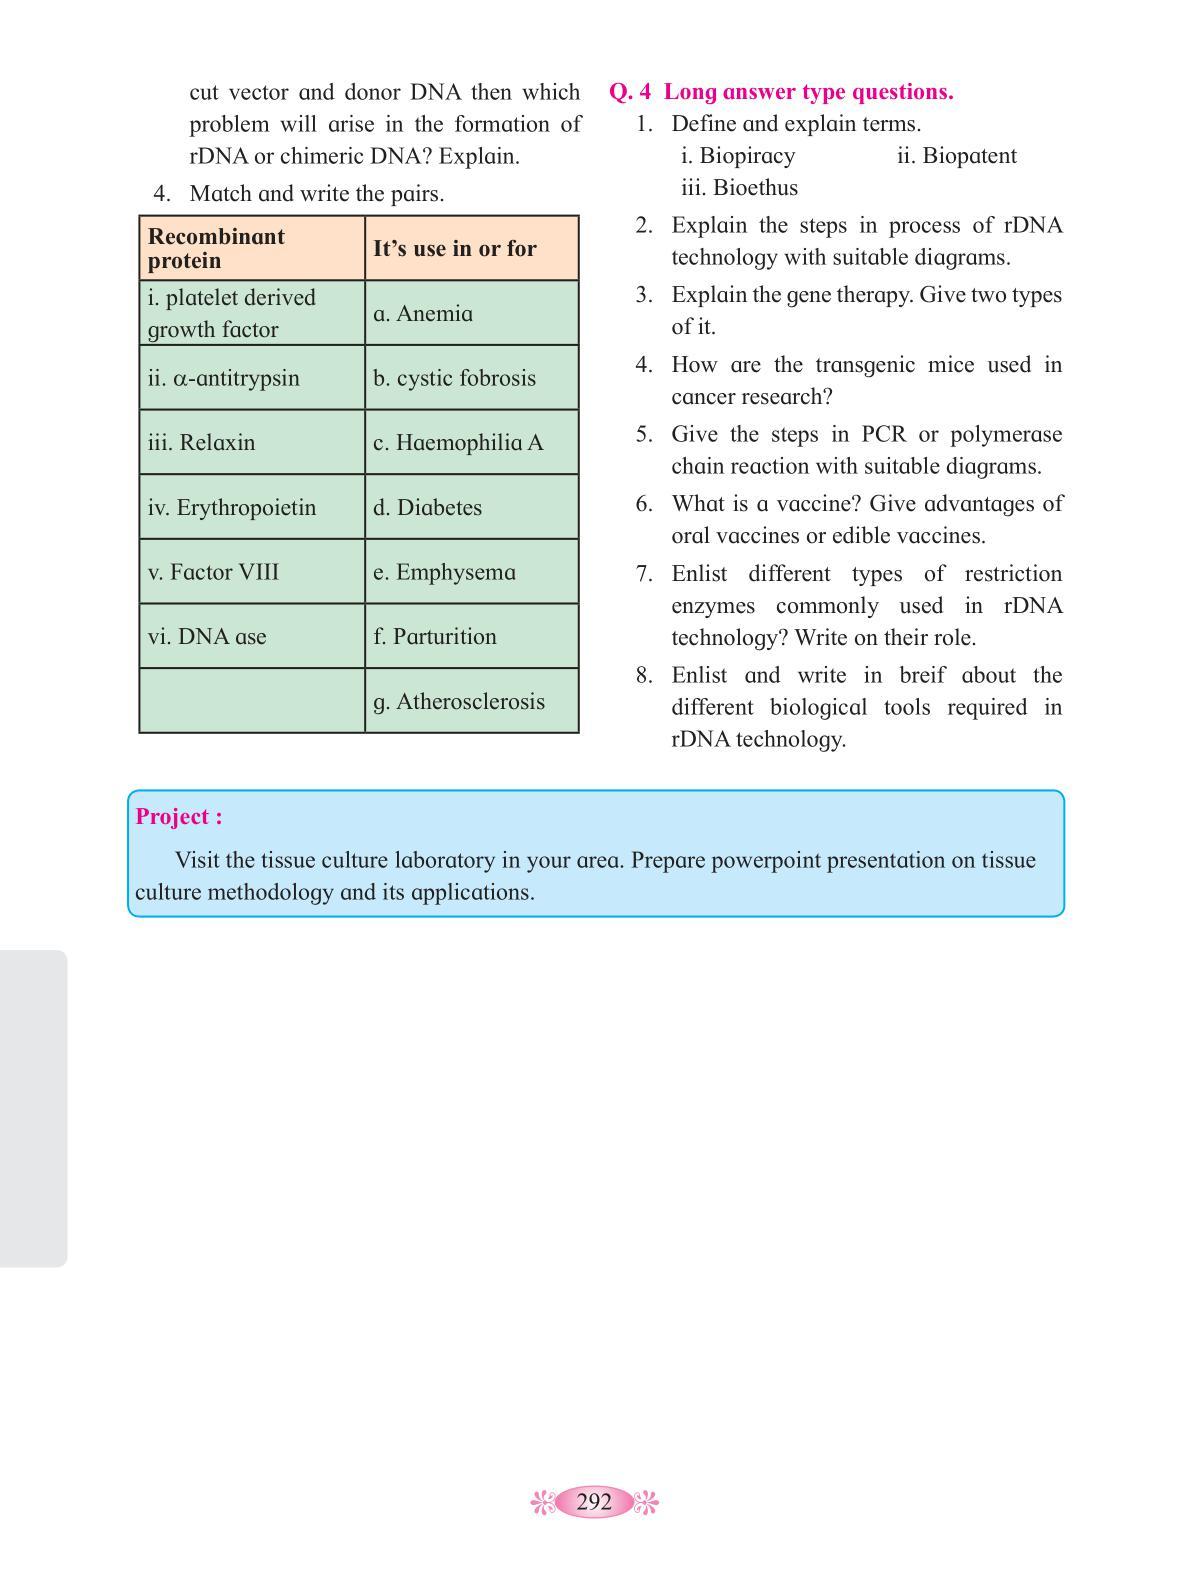 cut vector and donor DNA then which
problem will arise in the formation of
rDNA or chimeric DNA? Explain.
4. Match and write the pairs.
Recombinant protein | It’s use in or for
i. platelet derived growth factor | a. Anemia
ii. α-antitrypsin | b. cystic fobrosis
iii. Relaxin | c. Haemophilia A
iv. Erythropoietin | d. Diabetes
v. Factor VIII | e. Emphysema
vi. DNA ase | f. Parturition
g. Atherosclerosis
Q. 4 Long answer type questions.
1. Define and explain terms.
i. Biopiracy ii. Biopatent
iii. Bioethus
2. Explain the steps in process of rDNA
technology with suitable diagrams.
3. Explain the gene therapy. Give two types
of it.
4. How are the transgenic mice used in
cancer research?
5. Give the steps in PCR or polymerase
chain reaction with suitable diagrams.
6. What is a vaccine? Give advantages of
oral vaccines or edible vaccines.
7. Enlist different types of restriction
enzymes commonly used in rDNA
technology? Write on their role.
8. Enlist and write in breif about the
different biological tools required in
rDNA technology.
Project :
Visit the tissue culture laboratory in your area. Prepare powerpoint presentation on tissue
culture methodology and its applications.
292